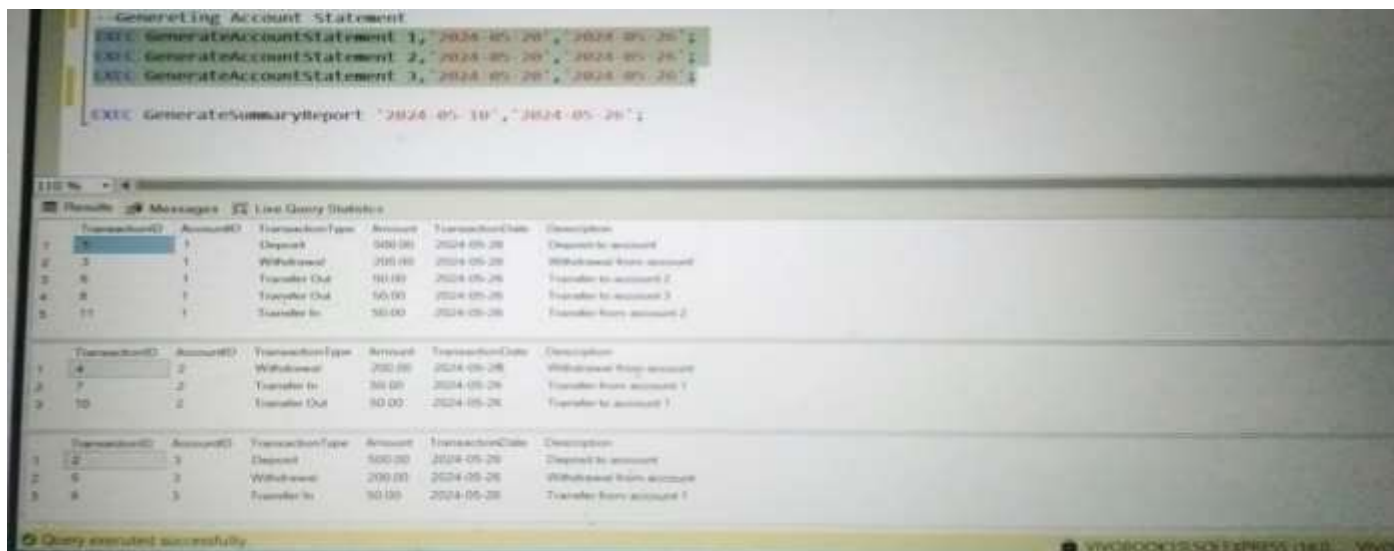 --Genereting Account Statement
EXEC GenerateAccountStatement 1,'2024-05-20','2024-05-26';
EXEC GenerateAccountStatement 2,'2024-05-20','2024-05-26';
EXEC GenerateAccountStatement 3,'2024-05-20','2024-05-26';
EXEC GenerateSummaryReport '2024-05-10','2024-05-26';
110 %
Results Messages Live Query Statistics
TransactionID AccountID TransactionType Amount TransactionDate Description
1 1 1 Deposit 500.00 2024-05-26 Deposit to account
2 3 1 Withdrawal 200.00 2024-05-26 Withdrawal from account
3 6 1 Transfer Out 50.00 2024-05-26 Transfer to account 2
4 8 1 Transfer Out 50.00 2024-05-26 Transfer to account 3
5 11 1 Transfer In 50.00 2024-05-26 Transfer from account 2
TransactionID AccountID TransactionType Amount TransactionDate Description
1 4 2 Withdrawal 200.00 2024-05-26 Withdrawal from account
2 7 2 Transfer In 50.00 2024-05-26 Transfer from account 1
3 10 2 Transfer Out 50.00 2024-05-26 Transfer to account 1
TransactionID AccountID TransactionType Amount TransactionDate Description
1 2 3 Deposit 500.00 2024-05-26 Deposit to account
2 5 3 Withdrawal 200.00 2024-05-26 Withdrawal from account
3 9 3 Transfer In 50.00 2024-05-26 Transfer from account 1
Query executed successfully.